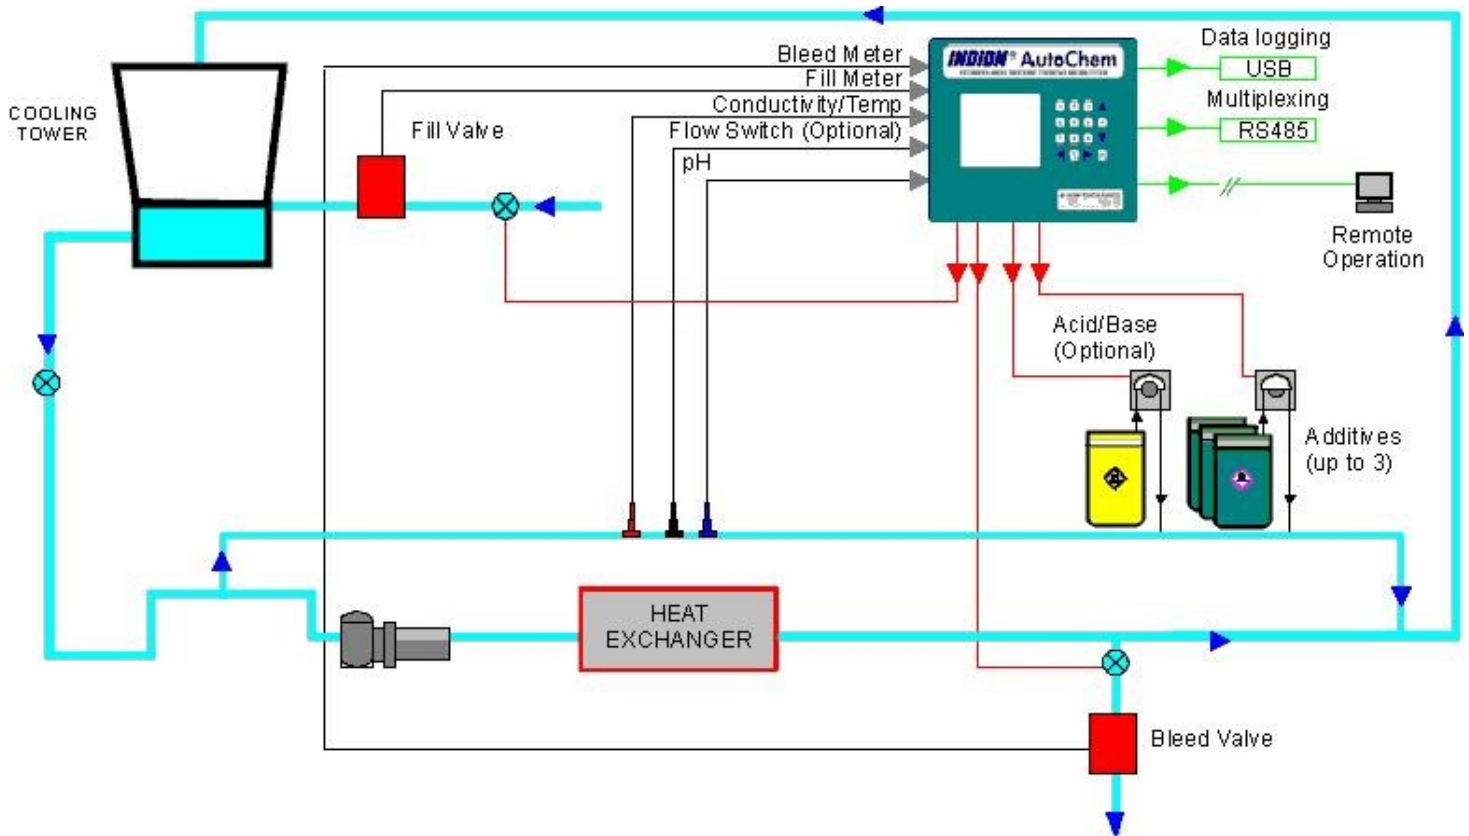 Data logging
USB
Bleed Meter
INDION® AutoChem
Fill Meter
Multiplexing
RS485
COOLING
TOWER
Conductivity/Temp
Fill Valve
Flow Switch (Optional)
pH
Remote
Operation
Acid/Base
(Optional)
Additives
(up to 3)
HEAT
EXCHANGER
Bleed Valve